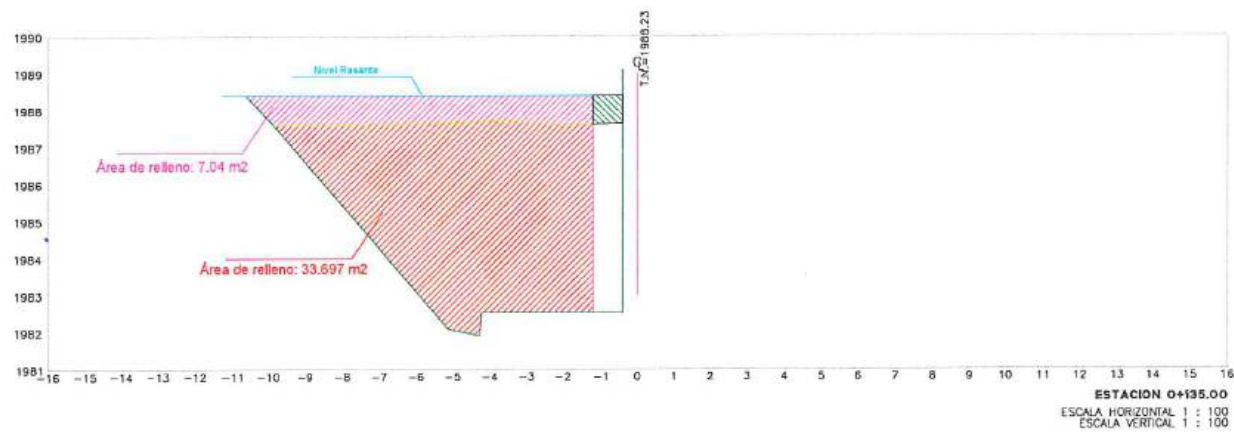 1990
1989
1988
1987
1986
1985
1984
1983
1982
1981
Nivel Rasante
Área de relleno: 7.04 m2
Área de relleno: 33.697 m2
T.N.=1988.23
-16 -15 -14 -13 -12 -11 -10 -9 -8 -7 -6 -5 -4 -3 -2 -1 0 1 2 3 4 5 6 7 8 9 10 11 12 13 14 15 16
ESTACION 0+135.00
ESCALA HORIZONTAL 1 : 100
ESCALA VERTICAL 1 : 100